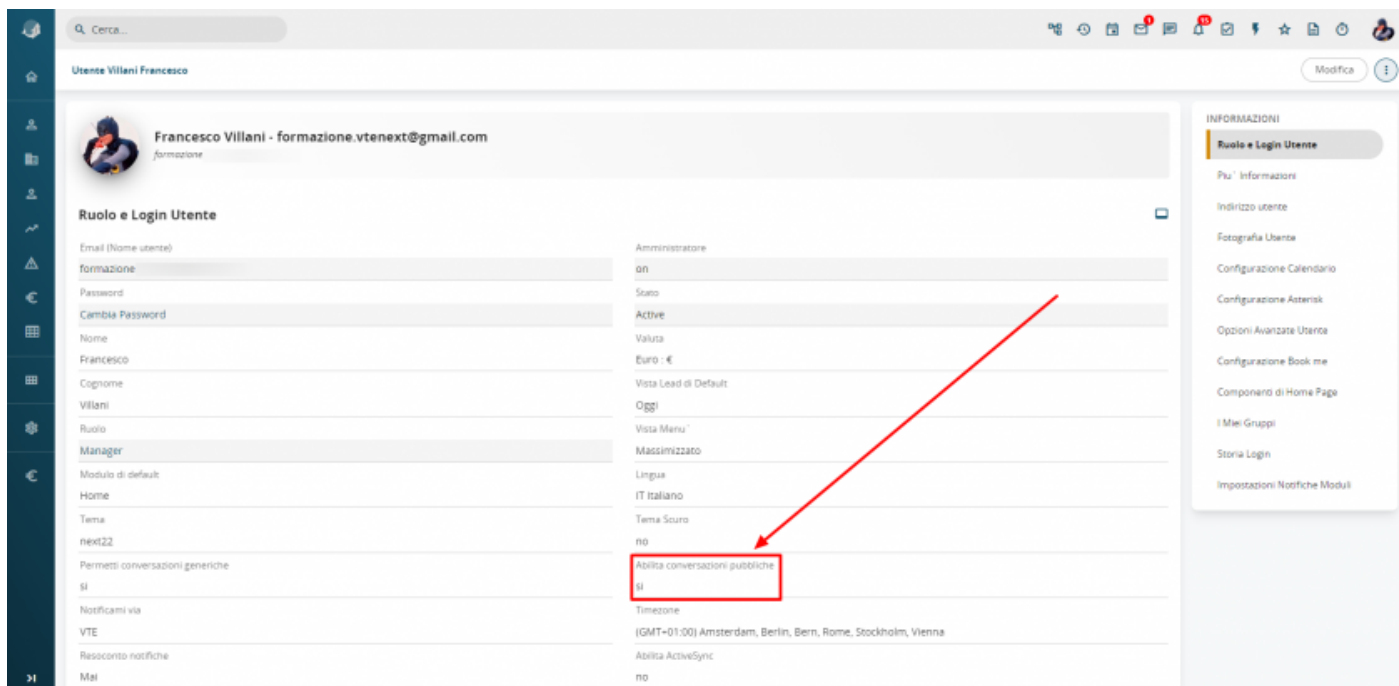 Cerca...
1
15
Utente Villani Francesco
Modifica
Francesco Villani - formazione.vtenext@gmail.com
formazione
Ruolo e Login Utente
Email (Nome utente)
Amministratore
formazione
on
Password
Stato
Cambia Password
Active
Nome
Valuta
Francesco
Euro : €
Cognome
Vista Lead di Default
Villani
Oggi
Ruolo
Vista Menu`
Manager
Massimizzato
Modulo di default
Lingua
Home
IT Italiano
Tema
Tema Scuro
next22
no
Permetti conversazioni generiche
Abilita conversazioni pubbliche
si
si
Notificami via
Timezone
VTE
(GMT+01:00) Amsterdam, Berlin, Bern, Rome, Stockholm, Vienna
Resoconto notifiche
Abilita ActiveSync
Mai
no
INFORMAZIONI
Ruolo e Login Utente
Piu` Informazioni
Indirizzo utente
Fotografia Utente
Configurazione Calendario
Configurazione Asterisk
Opzioni Avanzate Utente
Configurazione Book me
Componenti di Home Page
I Miei Gruppi
Storia Login
Impostazioni Notifiche Moduli